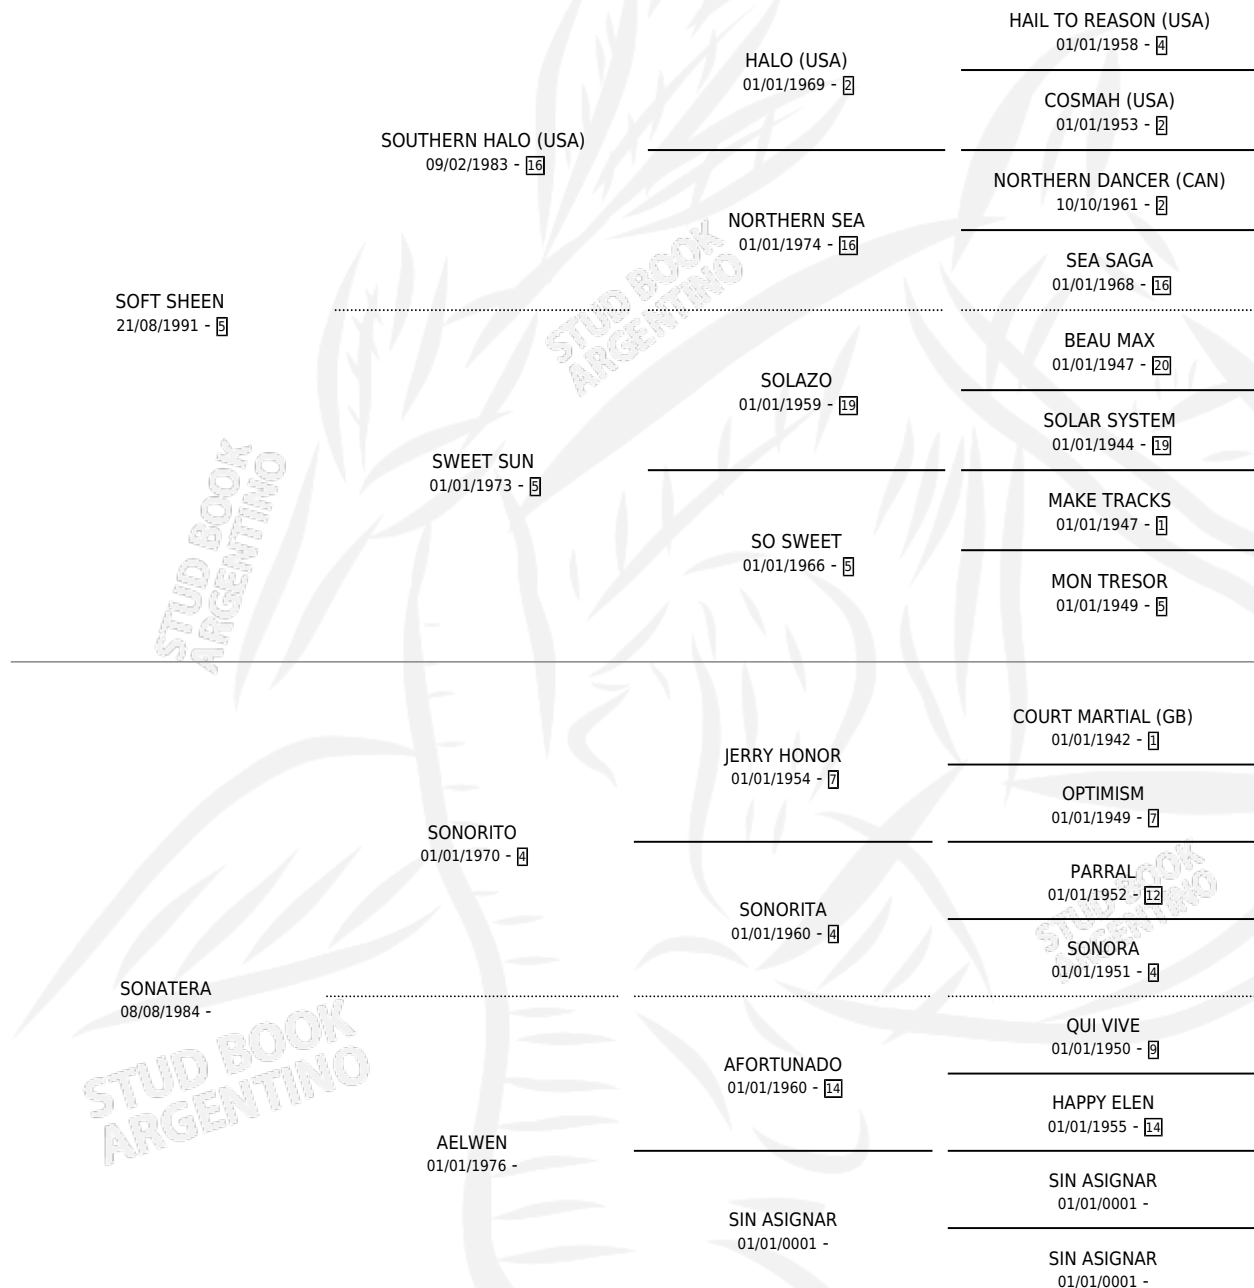 HAIL TO REASON (USA)
01/01/1958 - 4
HALO (USA)
01/01/1969 - 2
COSMAH (USA)
01/01/1953 - 2
SOUTHERN HALO (USA)
09/02/1983 - 16
NORTHERN DANCER (CAN)
10/10/1961 - 2
NORTHERN SEA
01/01/1974 - 16
SEA SAGA
01/01/1968 - 16
SOFT SHEEN
21/08/1991 - 5
BEAU MAX
01/01/1947 - 20
SOLAZO
01/01/1959 - 19
SOLAR SYSTEM
01/01/1944 - 19
SWEET SUN
01/01/1973 - 5
MAKE TRACKS
01/01/1947 - 1
SO SWEET
01/01/1966 - 5
MON TRESOR
01/01/1949 - 5
COURT MARTIAL (GB)
01/01/1942 - 1
JERRY HONOR
01/01/1954 - 7
OPTIMISM
01/01/1949 - 7
SONORITO
01/01/1970 - 4
PARRAL
01/01/1952 - 12
SONORITA
01/01/1960 - 4
SONORA
01/01/1951 - 4
SONATERA
08/08/1984 -
QUI VIVE
01/01/1950 - 9
AFORTUNADO
01/01/1960 - 14
HAPPY ELEN
01/01/1955 - 14
AELWEN
01/01/1976 -
SIN ASIGNAR
01/01/0001 -
SIN ASIGNAR
01/01/0001 -
SIN ASIGNAR
01/01/0001 -
STUD BOOK
ARGENTINO
STUD BOOK
ARGENTINO
STUD BOOK
ARGENTINO
STUD BOOK
ARGENTINO